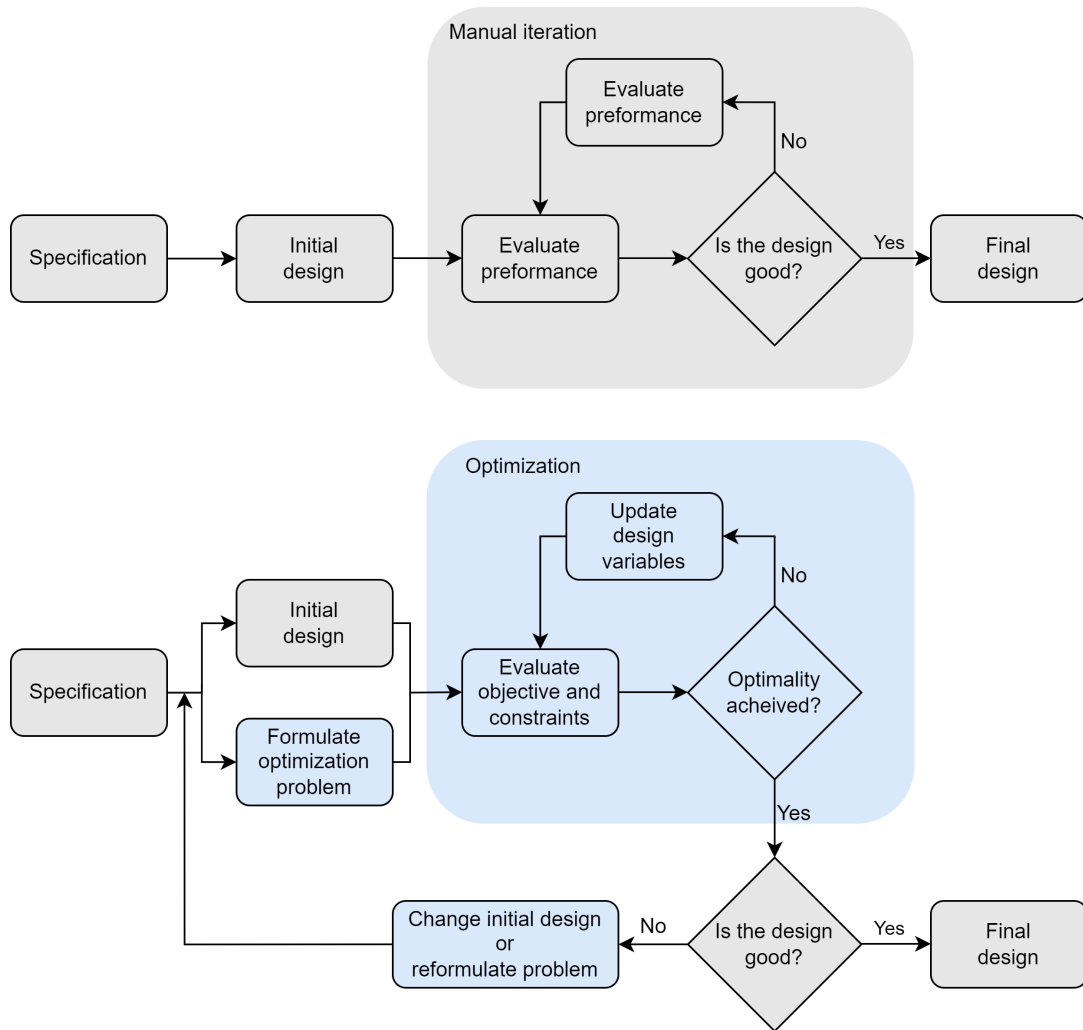 Manual iteration
Evaluate
preformance
No
Specification
Initial
design
Evaluate
preformance
Is the design
good?
Yes
Final
design
Optimization
Update
design
variables
No
Initial
design
Specification
Evaluate
objective and
constraints
Optimality
acheived?
Formulate
optimization
problem
Yes
Change initial design
or
reformulate problem
No
Is the design
good?
Yes
Final
design